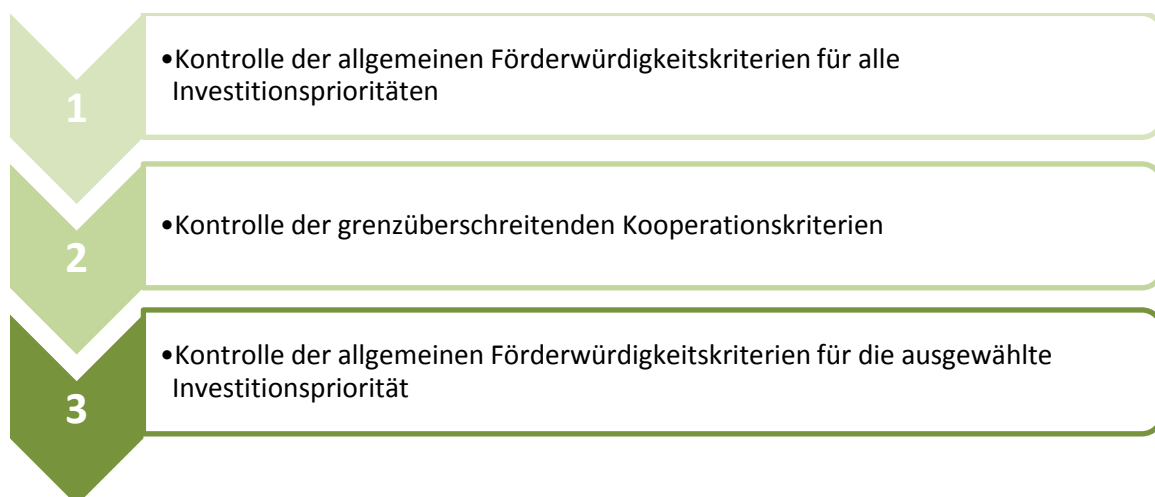 1
•Kontrolle der allgemeinen Förderwürdigkeitskriterien für alle
Investitionsprioritäten
2
•Kontrolle der grenzüberschreitenden Kooperationskriterien
3
•Kontrolle der allgemeinen Förderwürdigkeitskriterien für die ausgewählte
Investitionspriorität